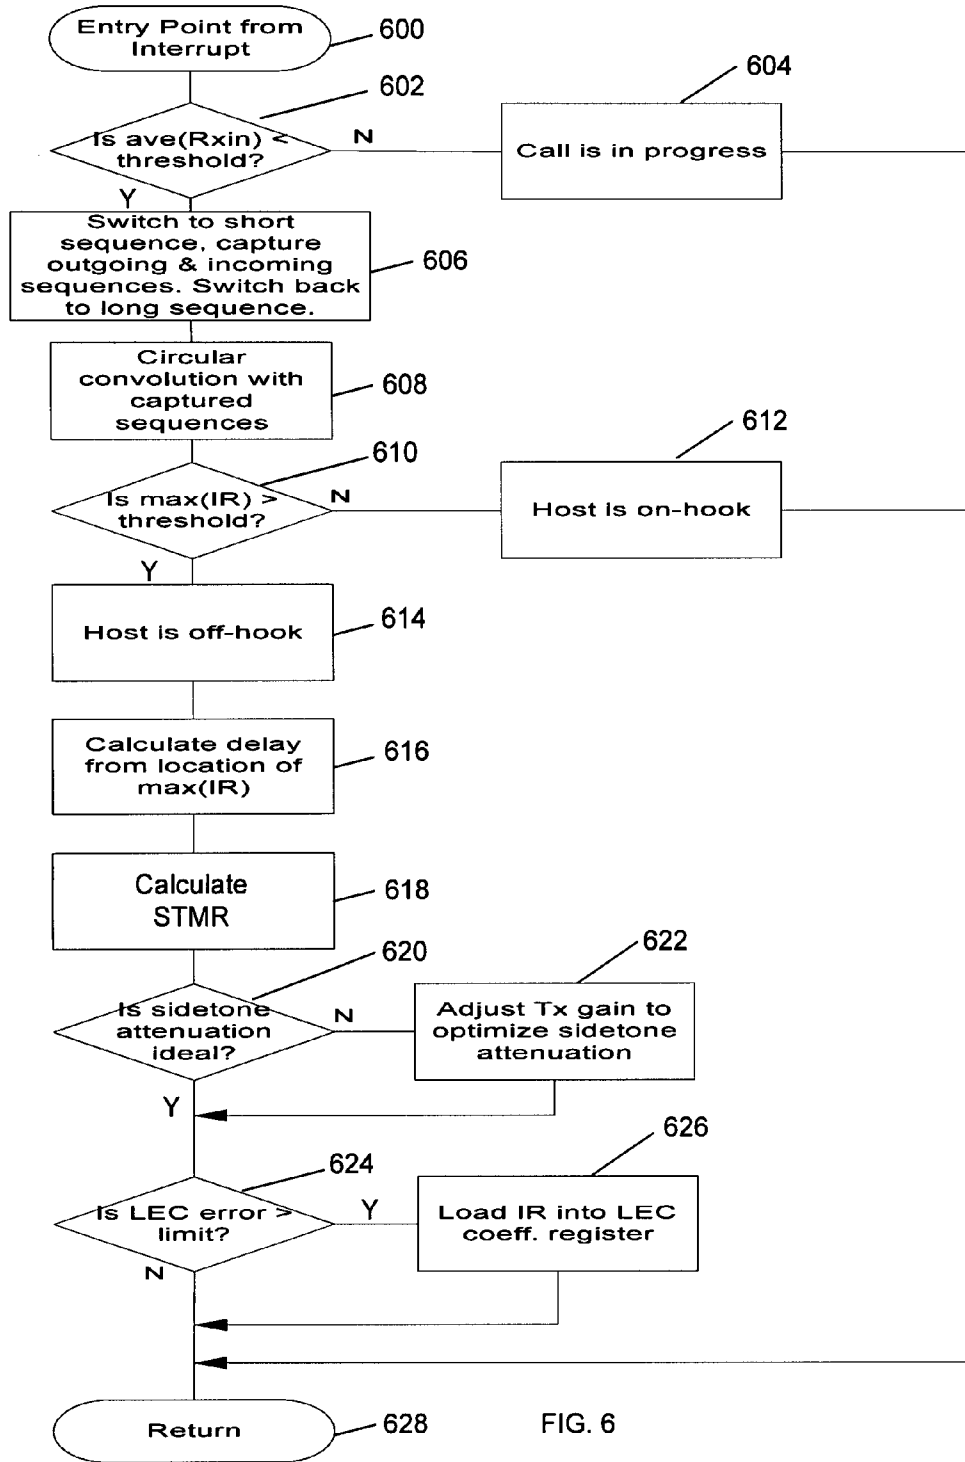 Entry Point from
Interrupt
600
602
Is ave(Rxin) <
threshold?
N
Y
604
Call is in progress
Switch to short
sequence, capture
outgoing & incoming
sequences. Switch back
to long sequence.
606
Circular
convolution with
captured
sequences
608
610
Is max(IR) >
threshold?
N
Y
612
Host is on-hook
Host is off-hook
614
Calculate delay
from location of
max(IR)
616
Calculate
STMR
618
620
Is sidetone
attenuation
ideal?
N
Y
622
Adjust Tx gain to
optimize sidetone
attenuation
624
Is LEC error >
limit?
Y
N
626
Load IR into LEC
coeff. register
Return
628
FIG. 6